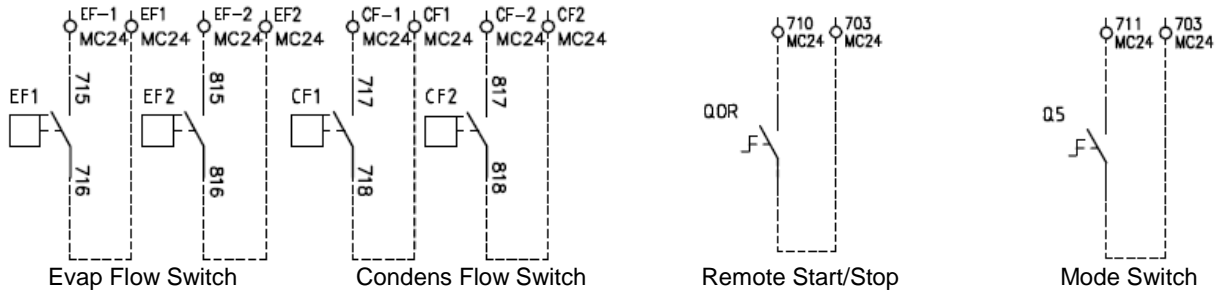 EF-1 EF1 EF-2 EF2 CF-1 CF1 CF-2 CF2 710 703 711 703
MC24 MC24 MC24 MC24 MC24 MC24 MC24 MC24 MC24 MC24 MC24 MC24
715 815 717 817
EF1 EF2 CF1 CF2 QDR Q5
716 816 718 818
Evap Flow Switch Condens Flow Switch Remote Start/Stop Mode Switch